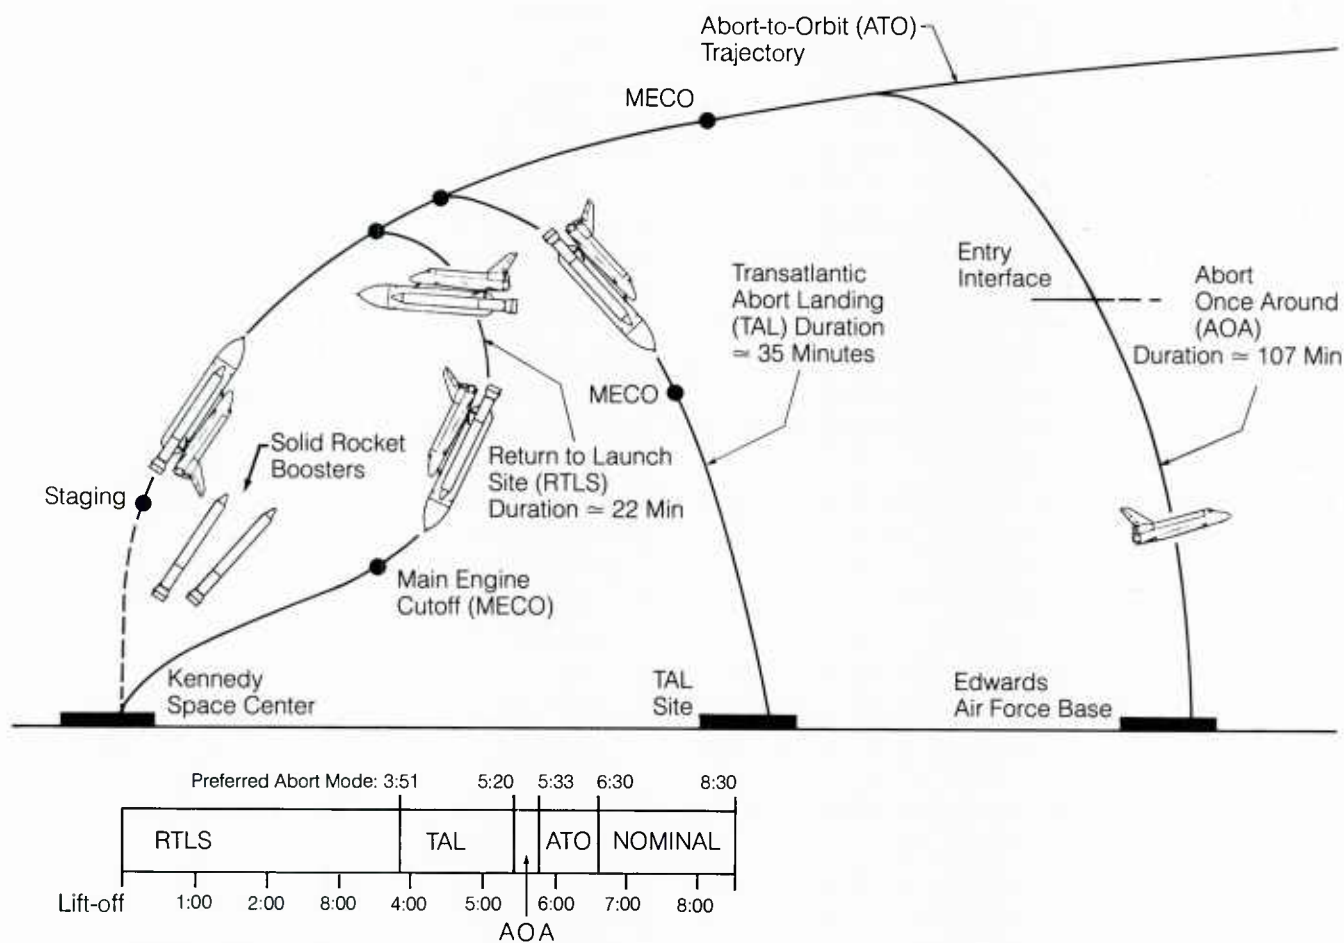 Abort-to-Orbit (ATO)
Trajectory
MECO
Entry
Interface
Transatlantic
Abort Landing
(TAL) Duration
≃ 35 Minutes
Abort
Once Around
(AOA)
Duration ≃ 107 Min
MECO
Solid Rocket
Boosters
Return to Launch
Site (RTLS)
Duration ≃ 22 Min
Staging
Main Engine
Cutoff (MECO)
Kennedy
Space Center
TAL
Site
Edwards
Air Force Base
Preferred Abort Mode: 3:51 5:20 5:33 6:30 8:30
RTLS TAL ATO NOMINAL
Lift-off 1:00 2:00 8:00 4:00 5:00 6:00 7:00 8:00
AOA